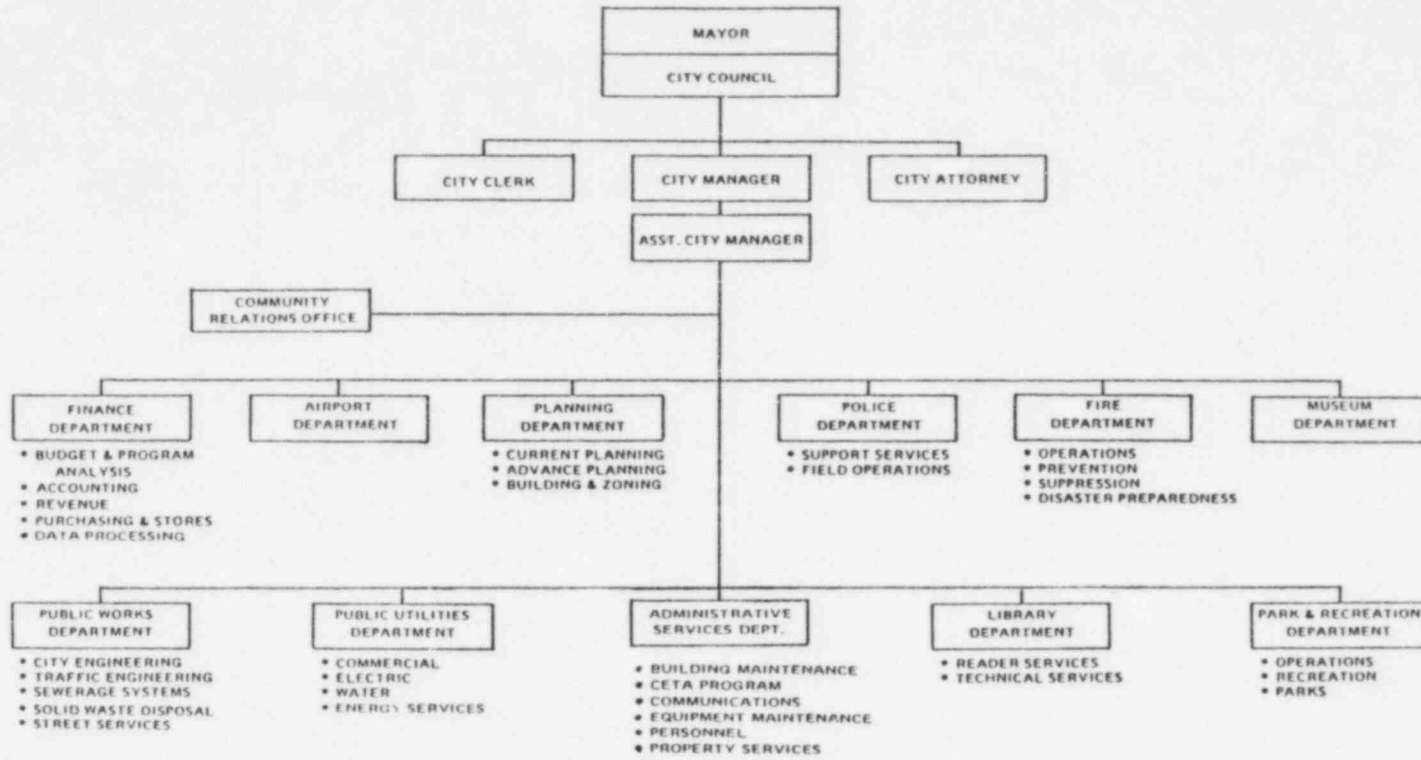 MAYOR
CITY COUNCIL
CITY CLERK
CITY MANAGER
CITY ATTORNEY
ASST. CITY MANAGER
COMMUNITY
RELATIONS OFFICE
FINANCE
DEPARTMENT
• BUDGET & PROGRAM
ANALYSIS
• ACCOUNTING
• REVENUE
• PURCHASING & STORES
• DATA PROCESSING
AIRPORT
DEPARTMENT
PLANNING
DEPARTMENT
• CURRENT PLANNING
• ADVANCE PLANNING
• BUILDING & ZONING
POLICE
DEPARTMENT
• SUPPORT SERVICES
• FIELD OPERATIONS
FIRE
DEPARTMENT
• OPERATIONS
• PREVENTION
• SUPPRESSION
• DISASTER PREPAREDNESS
MUSEUM
DEPARTMENT
PUBLIC WORKS
DEPARTMENT
• CITY ENGINEERING
• TRAFFIC ENGINEERING
• SEWERAGE SYSTEMS
• SOLID WASTE DISPOSAL
• STREET SERVICES
PUBLIC UTILITIES
DEPARTMENT
• COMMERCIAL
• ELECTRIC
• WATER
• ENERGY SERVICES
ADMINISTRATIVE
SERVICES DEPT.
• BUILDING MAINTENANCE
• CETA PROGRAM
• COMMUNICATIONS
• EQUIPMENT MAINTENANCE
• PERSONNEL
• PROPERTY SERVICES
LIBRARY
DEPARTMENT
• READER SERVICES
• TECHNICAL SERVICES
PARK & RECREATION
DEPARTMENT
• OPERATIONS
• RECREATION
• PARKS